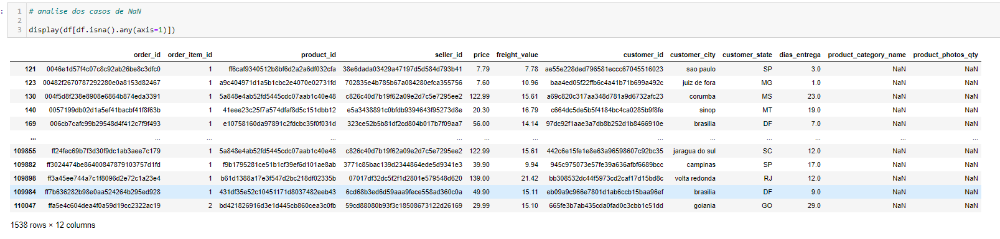 :
1 # analise dos casos de NaN
2
3 display(df[df.isna().any(axis=1)])
order_id order_item_id product_id seller_id price freight_value customer_id customer_city customer_state dias_entrega product_category_name product_photos_qty
121 0046e1d57f4c07c8c92ab26be8c3dfc0 1 ff6caf9340512b8bf6d2a2a6df032cfa 38e6dada03429a47197d5d584d793b41 7.79 7.78 ae55e228ded796581eccc67045516023 sao paulo SP 3.0 NaN NaN
123 00482f2670787292280e0a8153d82467 1 a9c404971d1a5b1cbc2e4070e02731fd 702835e4b785b67a084280efca355756 7.60 10.96 baa4ed05f22ffb6c4a41b71b699a492c juiz de fora MG 1.0 NaN NaN
130 004f5d8f238e8908e6864b874eda3391 1 5a848e4ab52fd5445cdc07aab1c40e48 c826c40d7b19f62a09e2d7c5e7295ee2 122.99 15.61 a69c820c317aa348d781a9d6732afc23 corumba MS 23.0 NaN NaN
140 0057199db02d1a5ef41bacbf41f8f63b 1 41eee23c25f7a574dfaf8d5c151dbb12 e5a3438891c0bfdb9394643f95273d8e 20.30 16.79 c664dc5de5b5f4184bc4ca0285b9f8fe sinop MT 19.0 NaN NaN
169 006cb7cafc99b29548d4f412c7f9f493 1 e10758160da97891c2fdcbc35f0f031d 323ce52b5b81df2cd804b017b7f09aa7 56.00 14.14 97dc92f1aae3a7db8b252d1b8466910e brasilia DF 7.0 NaN NaN
... ... ... ... ... ... ... ... ... ... ... ... ...
109855 ff24fec69b7f3d30f9dc1ab3aee7c179 1 5a848e4ab52fd5445cdc07aab1c40e48 c826c40d7b19f62a09e2d7c5e7295ee2 122.99 15.61 442c6e15fe1e8e63a96598607c92bc35 jaragua do sul SC 12.0 NaN NaN
109882 ff3024474be86400847879103757d1fd 1 f9b1795281ce51b1cf39ef6d101ae8ab 3771c85bac139d2344864ede5d9341e3 39.90 9.94 945c975073e57fe39a636afbf6689bcc campinas SP 17.0 NaN NaN
109898 ff3a45ee744a7c1f8096d2e72c1a23e4 1 b61d1388a17e3f547d2bc218df02335b 07017df32dc5f2f1d2801e579548d620 139.00 21.42 bb308532dc44f5973cd2caf17d15bd8c volta redonda RJ 12.0 NaN NaN
109984 ff7b636282b98e0aa524264b295ed928 1 431df35e52c10451171d8037482eeb43 6cd68b3ed6d59aaa9fece558ad360c0a 49.90 15.11 eb09a9c966e7801d1ab6ccb15baa96ef brasilia DF 9.0 NaN NaN
110047 ffa5e4c604dea4f0a59d19cc2322ac19 2 bd421826916d3e1d445cb860cea3c0fb 59cd88080b93f3c18508673122d26169 29.99 15.10 665fe3b7ab435cda0fad0c3cbb1c51dd goiania GO 29.0 NaN NaN
1538 rows × 12 columns